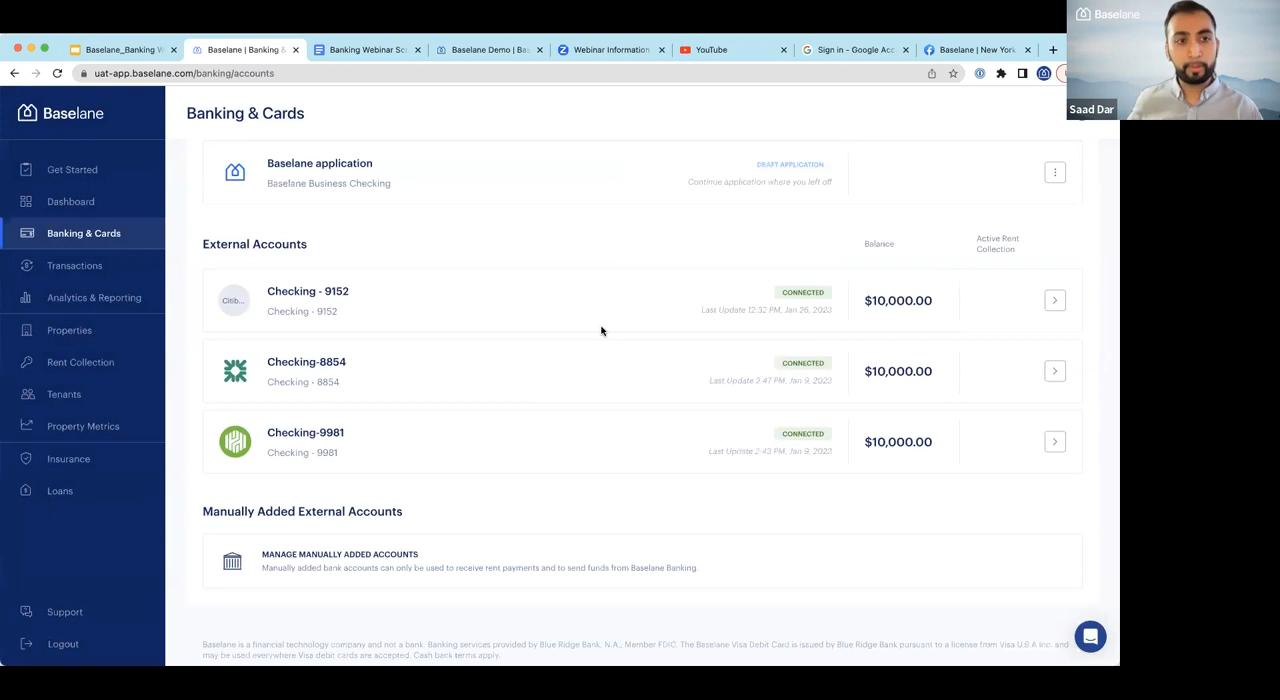 Baselane_Banking W
Baselane | Banking &
Banking Webinar Sc
Baselane Demo | Bas
Webinar Information
YouTube
Sign in - Google Acc
Baselane | New York
Baselane
uat-app.baselane.com/banking/accounts
Saad Dar
Baselane
Banking & Cards
Get Started
Dashboard
Banking & Cards
Transactions
Analytics & Reporting
Properties
Rent Collection
Tenants
Property Metrics
Insurance
Loans
Support
Logout
Baselane application
Baselane Business Checking
DRAFT APPLICATION
Continue application where you left off
External Accounts
Balance
Active Rent
Collection
Citib...
Checking - 9152
Checking - 9152
CONNECTED
Last Update 12:32 PM, Jan 26, 2023
$10,000.00
Checking-8854
Checking - 8854
CONNECTED
Last Update 2:47 PM, Jan 9, 2023
$10,000.00
Checking-9981
Checking - 9981
CONNECTED
Last Update 2:43 PM, Jan 9, 2023
$10,000.00
Manually Added External Accounts
MANAGE MANUALLY ADDED ACCOUNTS
Manually added bank accounts can only be used to receive rent payments and to send funds from Baselane Banking.
Baselane is a financial technology company and not a bank. Banking services provided by Blue Ridge Bank, N.A., Member FDIC. The Baselane Visa Debit Card is issued by Blue Ridge Bank pursuant to a license from Visa U.S.A Inc. and
may be used everywhere Visa debit cards are accepted. Cash back terms apply.